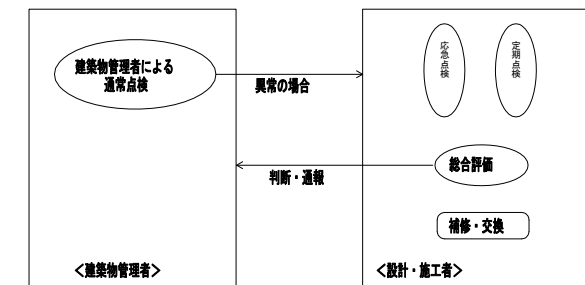 建築物管理者による
通常点検
異常の場合
応急点検
定期点検
総合評価
判断・通報
補修・交換
＜建築物管理者＞
＜設計・施工者＞